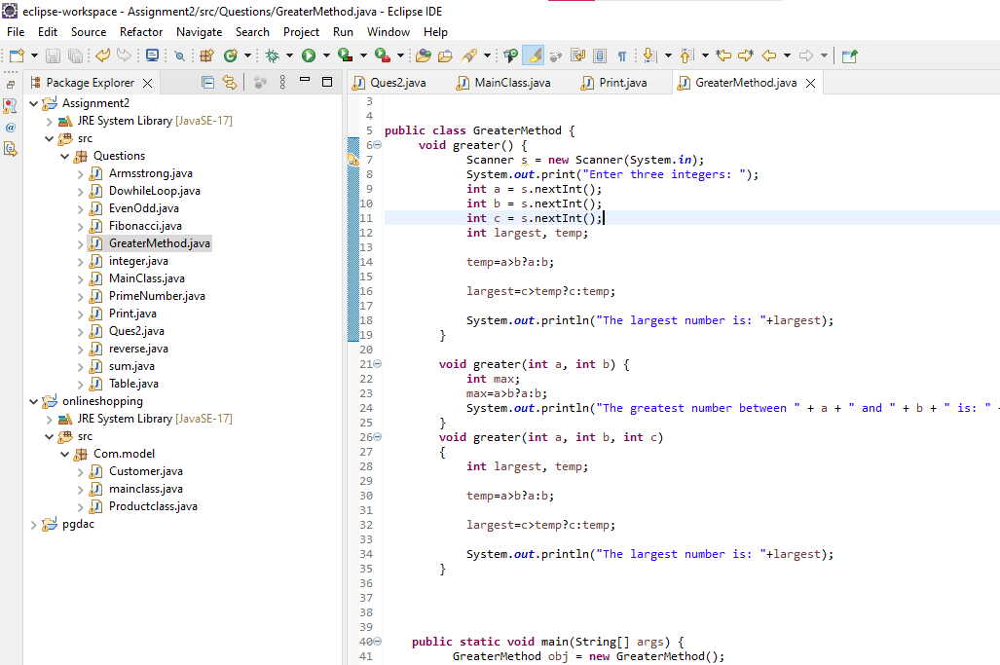 eclipse-workspace - Assignment2/src/Questions/GreaterMethod.java - Eclipse IDE
File Edit Source Refactor Navigate Search Project Run Window Help
Package Explorer
Assignment2
JRE System Library [JavaSE-17]
src
Questions
Armsstrong.java
DowhileLoop.java
EvenOdd.java
Fibonacci.java
GreaterMethod.java
integer.java
MainClass.java
PrimeNumber.java
Print.java
Ques2.java
reverse.java
sum.java
Table.java
onlineshopping
JRE System Library [JavaSE-17]
src
Com.model
Customer.java
mainclass.java
Productclass.java
pgdac
Ques2.java MainClass.java Print.java GreaterMethod.java
3
4
5 public class GreaterMethod {
6 void greater() {
7 Scanner s = new Scanner(System.in);
8 System.out.print("Enter three integers: ");
9 int a = s.nextInt();
10 int b = s.nextInt();
11 int c = s.nextInt();
12 int largest, temp;
13
14 temp=a>b?a:b;
15
16 largest=c>temp?c:temp;
17
18 System.out.println("The largest number is: "+largest);
19 }
20
21 void greater(int a, int b) {
22 int max;
23 max=a>b?a:b;
24 System.out.println("The greatest number between " + a + " and " + b + " is: "
25 }
26 void greater(int a, int b, int c)
27 {
28 int largest, temp;
29
30 temp=a>b?a:b;
31
32 largest=c>temp?c:temp;
33
34 System.out.println("The largest number is: "+largest);
35 }
36
37
38
39
40 public static void main(String[] args) {
41 GreaterMethod obj = new GreaterMethod();